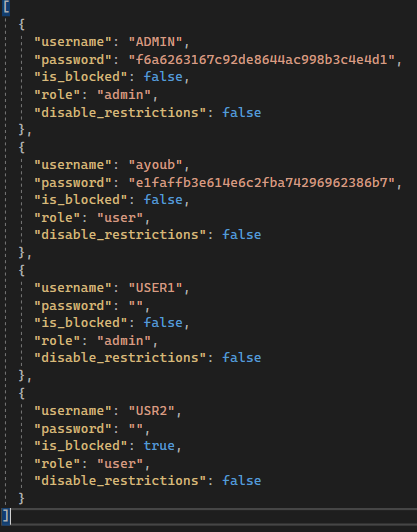 [
{
"username": "ADMIN",
"password": "f6a6263167c92de8644ac998b3c4e4d1",
"is_blocked": false,
"role": "admin",
"disable_restrictions": false
},
{
"username": "ayoub",
"password": "e1faffb3e614e6c2fba74296962386b7",
"is_blocked": false,
"role": "user",
"disable_restrictions": false
},
{
"username": "USER1",
"password": "",
"is_blocked": false,
"role": "admin",
"disable_restrictions": false
},
{
"username": "USR2",
"password": "",
"is_blocked": true,
"role": "user",
"disable_restrictions": false
}
]